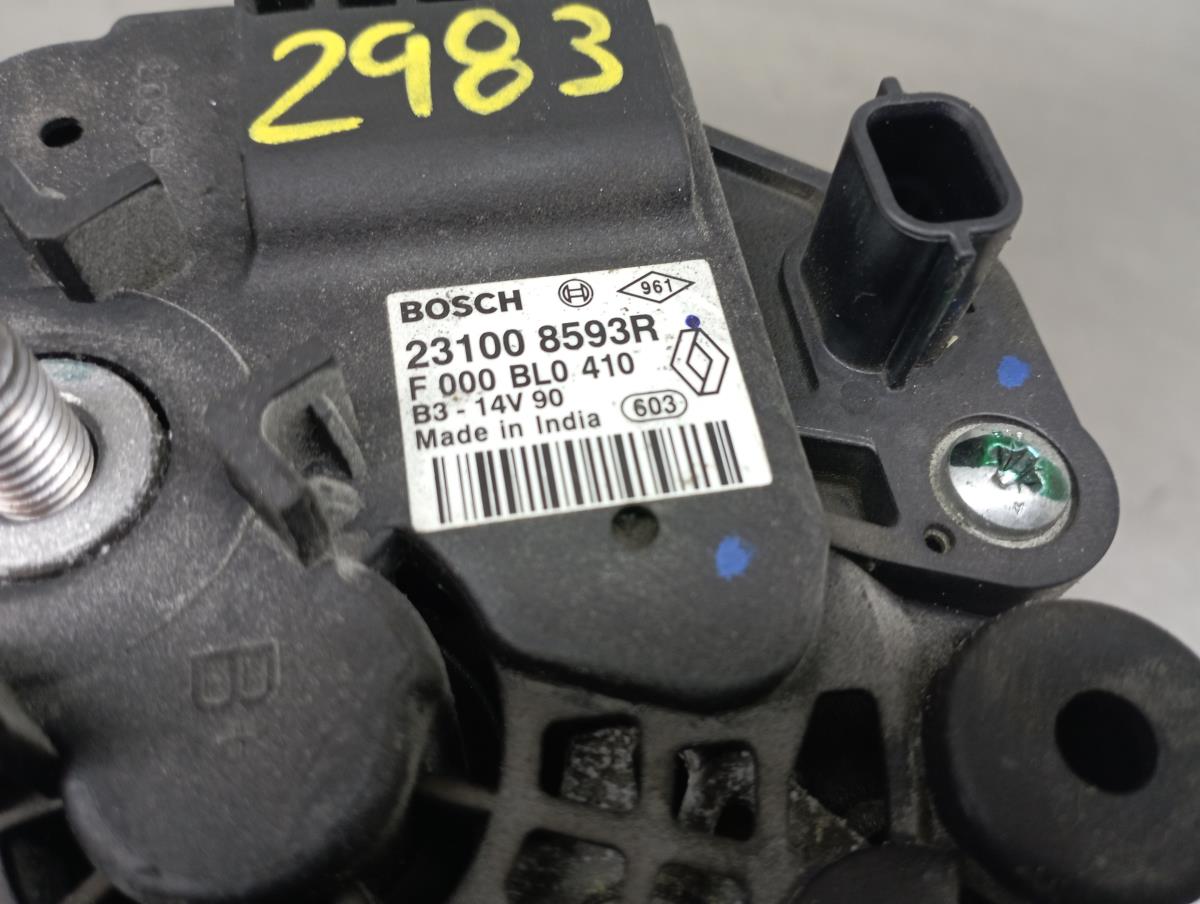 2983
BOSCH 961
23100 8593R
F 000 BL0 410
B3 - 14V 90 603
Made in India
B+